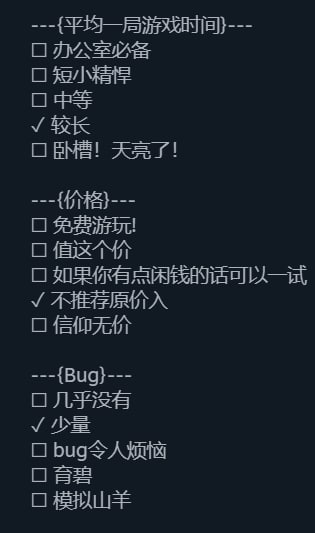 ---{平均一局游戏时间}---
☐ 办公室必备
☐ 短小精悍
☐ 中等
✓ 较长
☐ 卧槽！天亮了！
---{价格}---
☐ 免费游玩!
☐ 值这个价
☐ 如果你有点闲钱的话可以一试
✓ 不推荐原价入
☐ 信仰无价
---{Bug}---
☐ 几乎没有
✓ 少量
☐ bug令人烦恼
☐ 育碧
☐ 模拟山羊